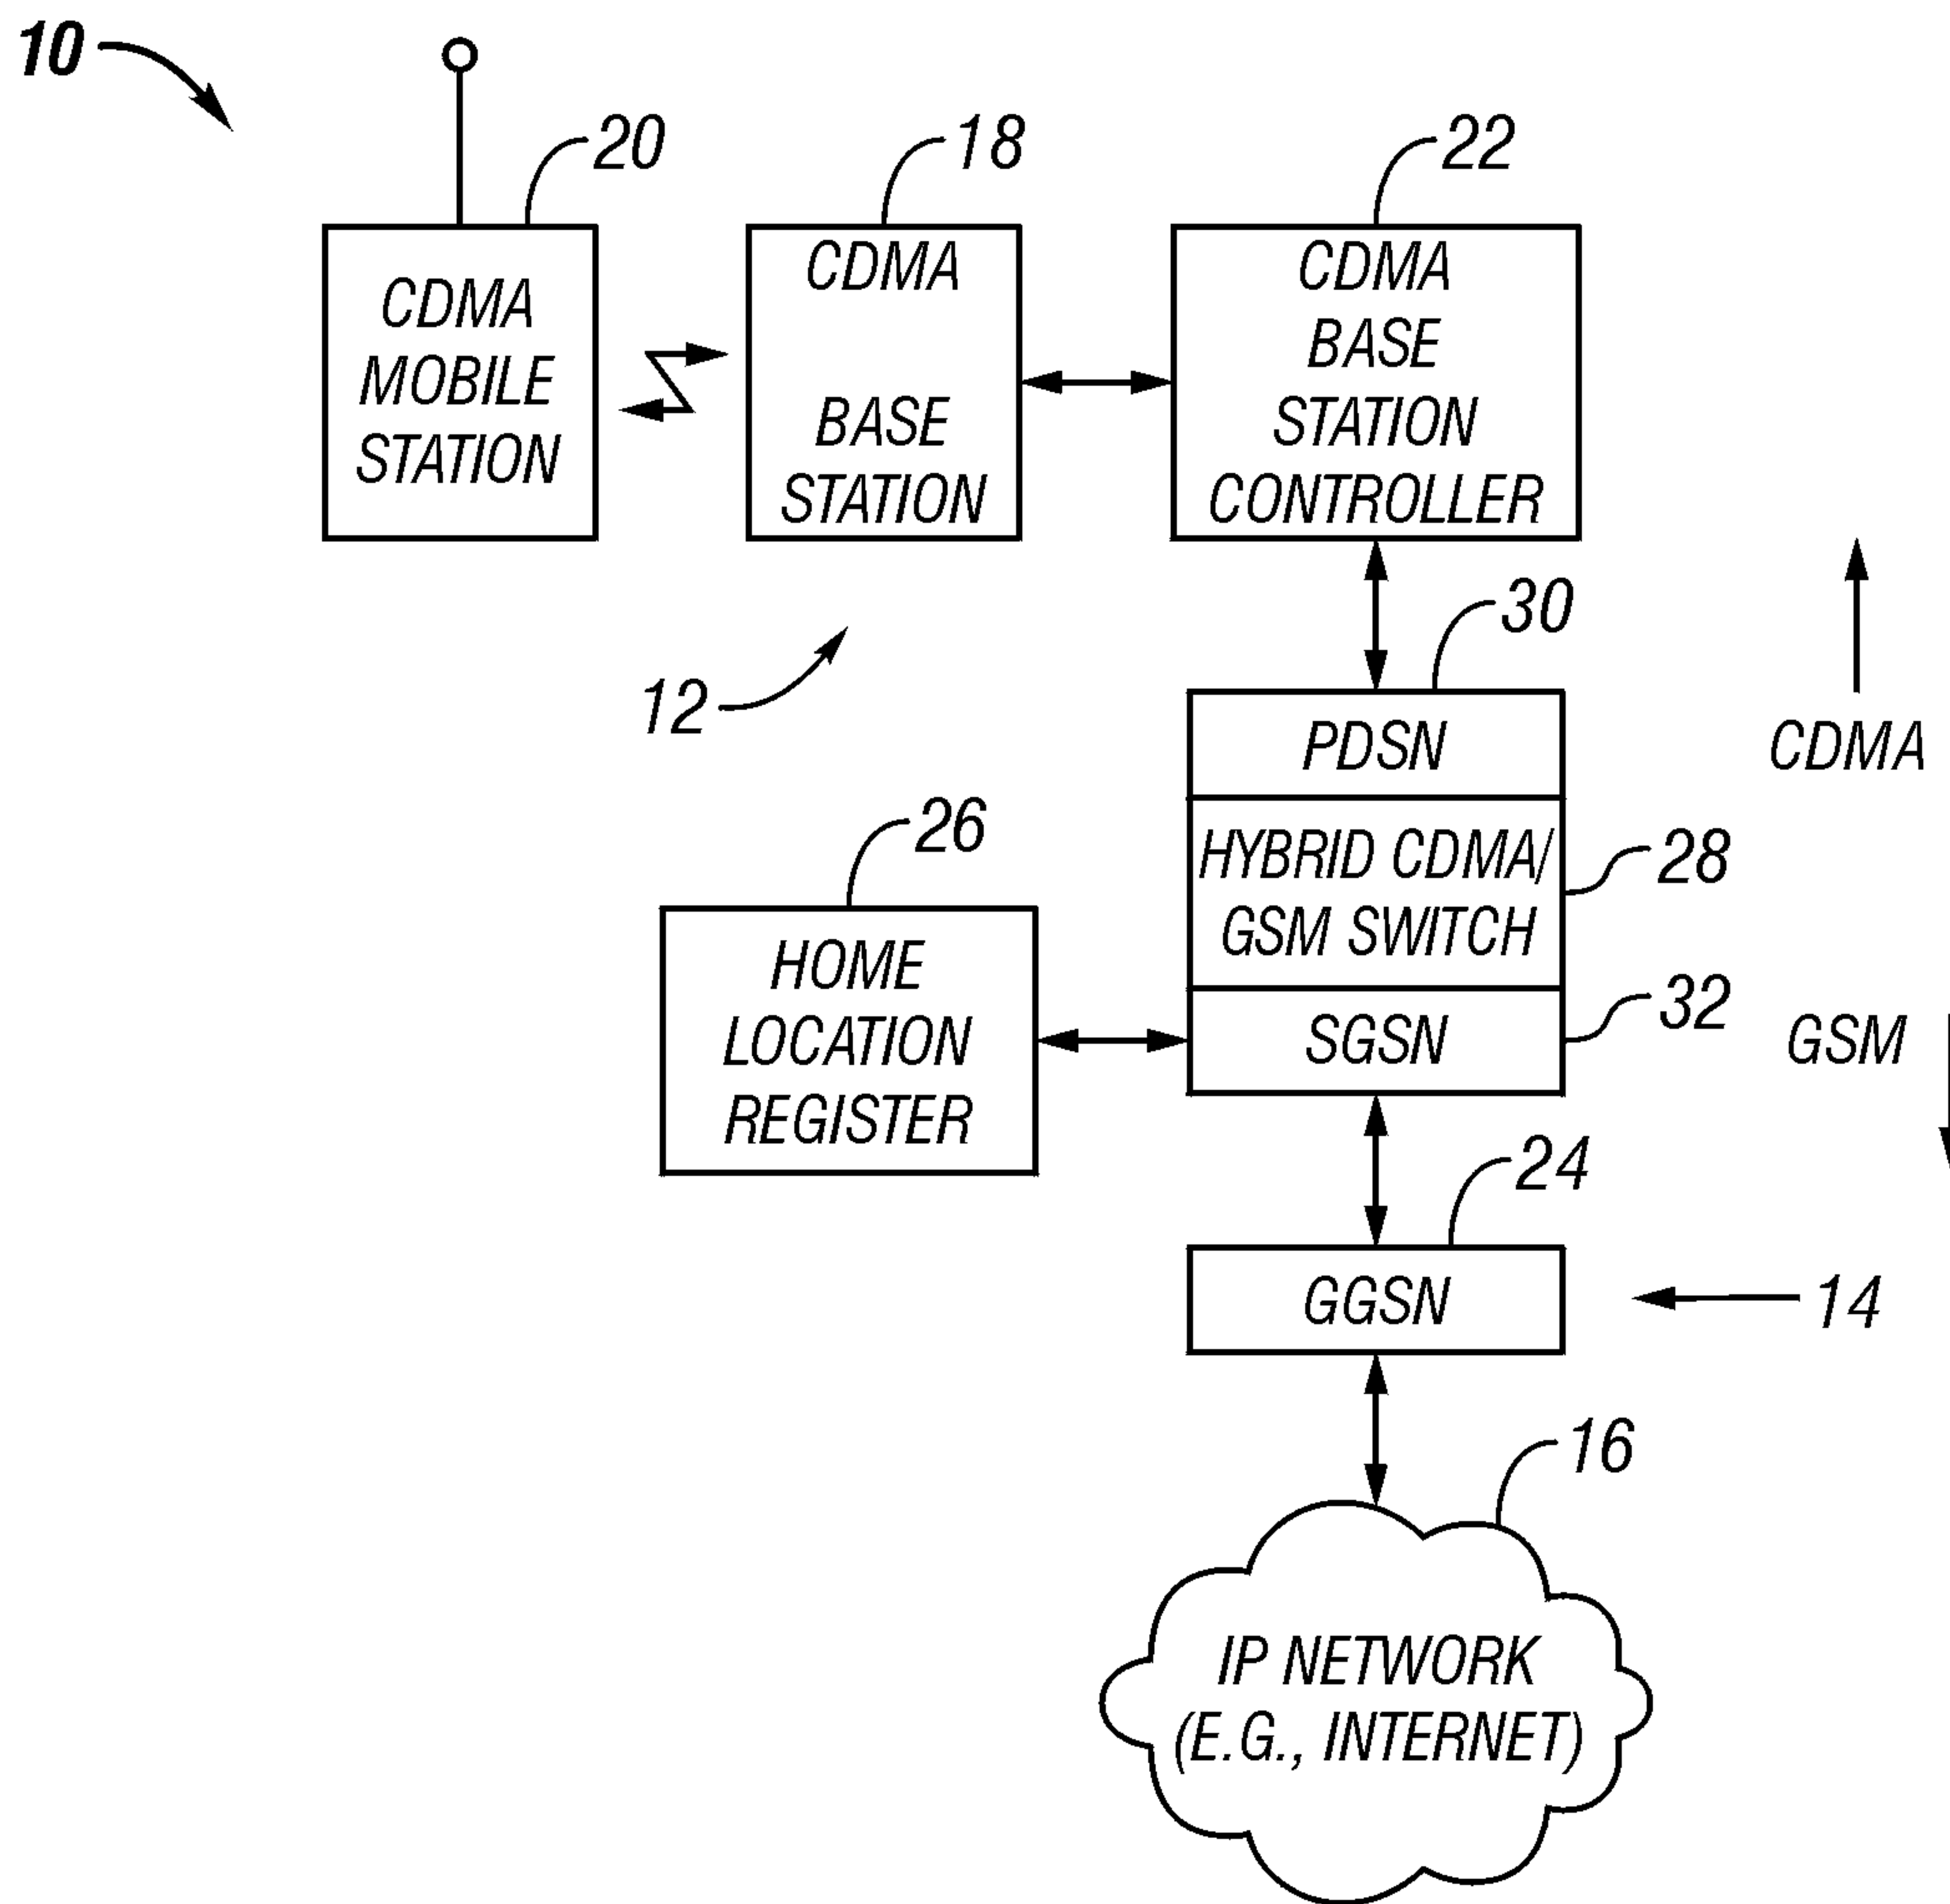 10
20
18
22
CDMA
MOBILE
STATION
CDMA
BASE
STATION
CDMA
BASE
STATION
CONTROLLER
30
12
PDSN
CDMA
26
HYBRID CDMA/
GSM SWITCH
28
HOME
LOCATION
REGISTER
SGSN
32
GSM
24
GGSN
14
16
IP NETWORK
(E.G., INTERNET)